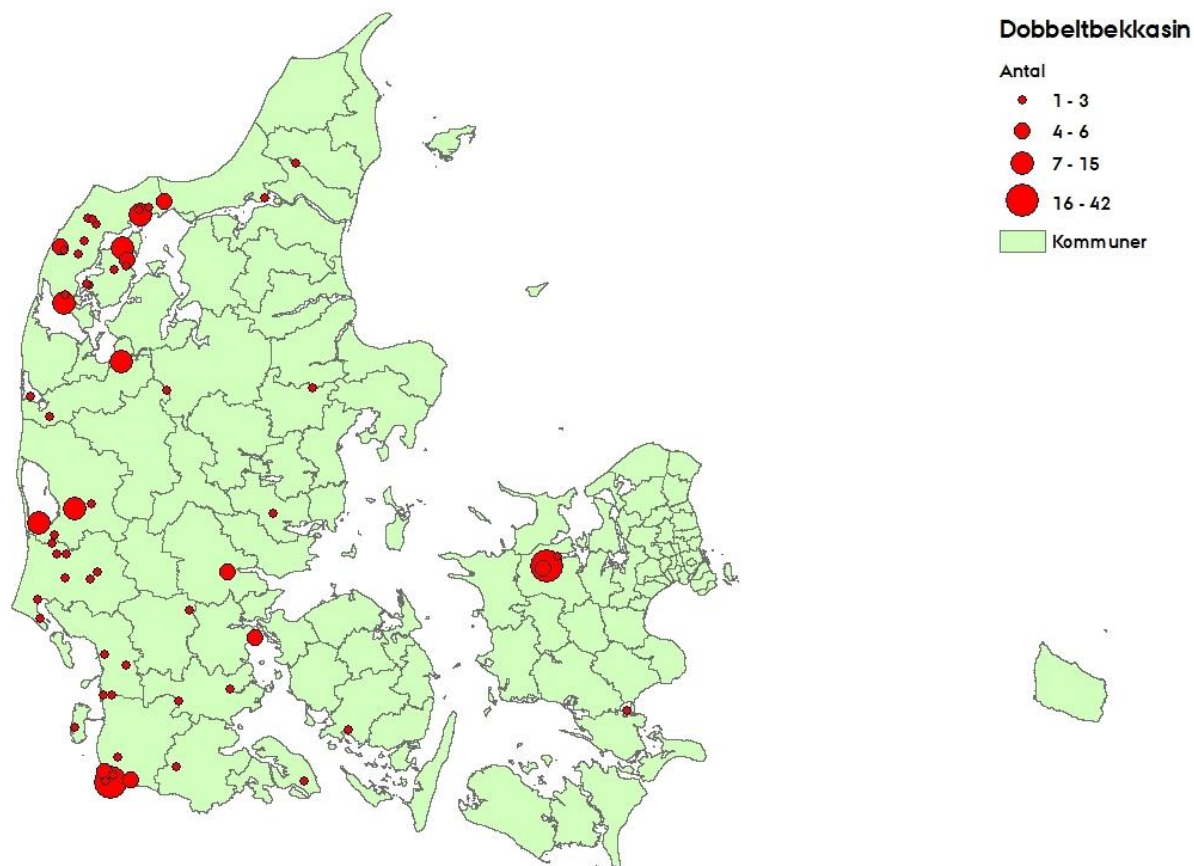 Dobbeltbekkasin
Antal
1 - 3
4 - 6
7 - 15
16 - 42
Kommuner